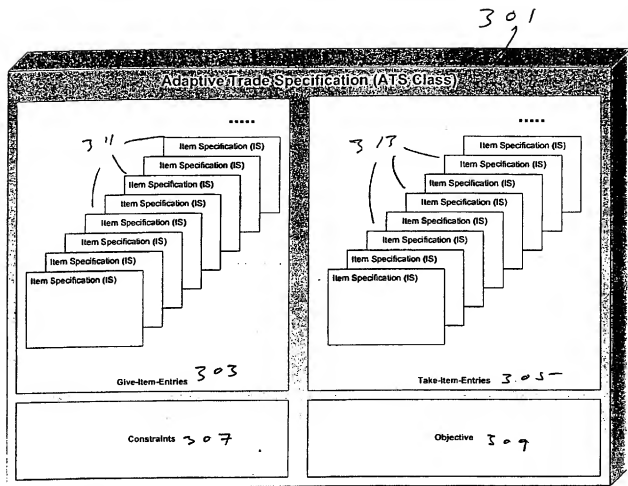 301
Adaptive Trade Specification (ATS Class)
.....
311
Item Specification (IS)
Item Specification (IS)
Item Specification (IS)
Item Specification (IS)
Item Specification (IS)
Item Specification (IS)
Item Specification (IS)
Item Specification (IS)
Give-Item-Entries 303
.....
313
Item Specification (IS)
Item Specification (IS)
Item Specification (IS)
Item Specification (IS)
Item Specification (IS)
Item Specification (IS)
Item Specification (IS)
Item Specification (IS)
Take-Item-Entries 305
Constraints 307
Objective 309